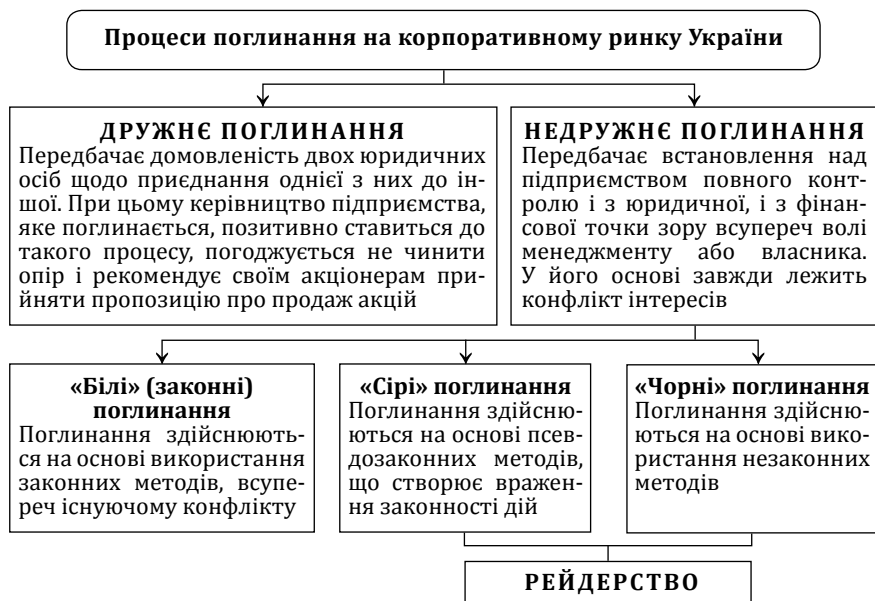 Процеси поглинання на корпоративному ринку України
ДРУЖНЄ ПОГЛИНАННЯ
Передбачає домовленість двох юридичних
осіб щодо приєднання однієї з них до ін-
шої. При цьому керівництво підприємства,
яке поглинається, позитивно ставиться до
такого процесу, погоджується не чинити
опір і рекомендує своїм акціонерам при-
йняти пропозицію про продаж акцій
НЕДРУЖНЄ ПОГЛИНАННЯ
Передбачає встановлення над
підприємством повного конт-
ролю і з юридичної, і з фінан-
сової точки зору всупереч волі
менеджменту або власника.
У його основі завжди лежить
конфлікт інтересів
«Білі» (законні)
поглинання
Поглинання здійснюють-
ся на основі використання
законних методів, всупе-
реч існуючому конфлікту
«Сірі» поглинання
Поглинання здійсню-
ються на основі псев-
дозаконних методів,
що створює вражен-
ня законності дій
«Чорні» поглинання
Поглинання здійсню-
ються на основі вико-
ристання незаконних
методів
РЕЙДЕРСТВО